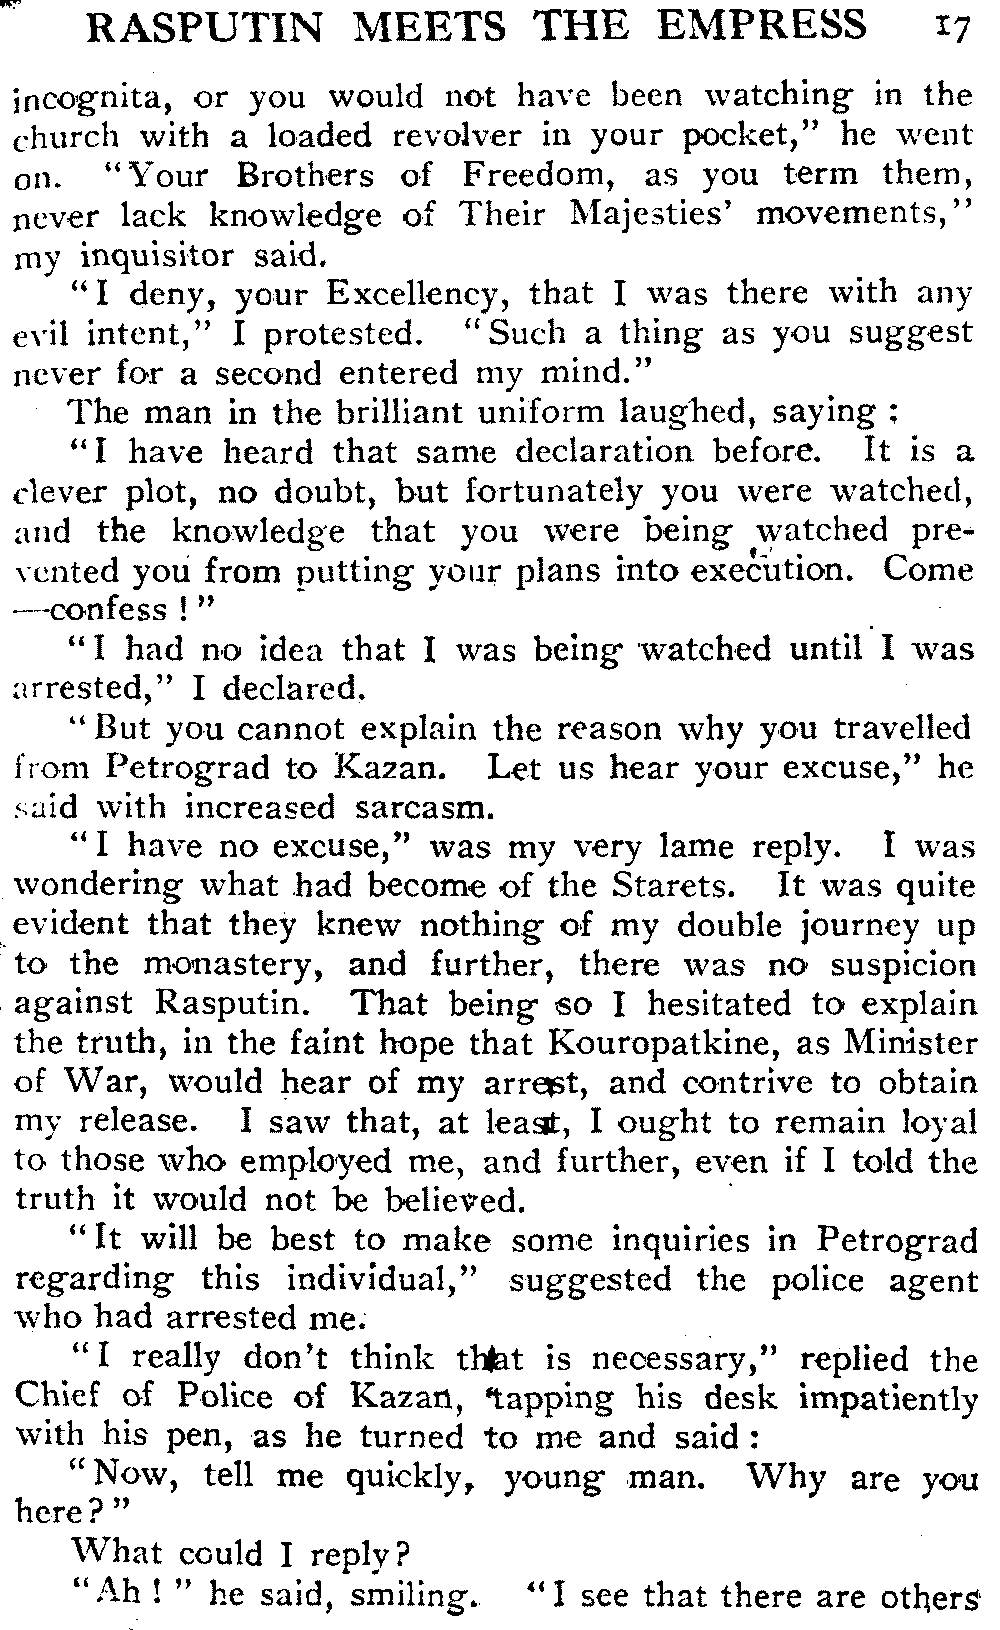 RASPUTIN MEETS THE EMPRESS 17
incognita, or you would not have been watching in the
church with a loaded revolver in your pocket," he went
on. "Your Brothers of Freedom, as you term them,
never lack knowledge of Their Majesties' movements,"
my inquisitor said.
"I deny, your Excellency, that I was there with any
evil intent," I protested. "Such a thing as you suggest
never for a second entered my mind."
The man in the brilliant uniform laughed, saying :
"I have heard that same declaration before. It is a
clever plot, no doubt, but fortunately you were watched,
and the knowledge that you were being watched pre-
vented you from putting your plans into execution. Come
—confess ! "
"I had no idea that I was being watched until I was
arrested," I declared.
"But you cannot explain the reason why you travelled
from Petrograd to Kazan. Let us hear your excuse," he
said with increased sarcasm.
"I have no excuse," was my very lame reply. I was
wondering what had become of the Starets. It was quite
evident that they knew nothing of my double journey up
to the monastery, and further, there was no suspicion
against Rasputin. That being so I hesitated to explain
the truth, in the faint hope that Kouropatkine, as Minister
of War, would hear of my arrest, and contrive to obtain
my release. I saw that, at least, I ought to remain loyal
to those who employed me, and further, even if I told the
truth it would not be believed.
"It will be best to make some inquiries in Petrograd
regarding this individual," suggested the police agent
who had arrested me.
"I really don't think that is necessary," replied the
Chief of Police of Kazan, tapping his desk impatiently
with his pen, as he turned to me and said :
"Now, tell me quickly, young man. Why are you
here? "
What could I reply?
"Ah ! " he said, smiling. "I see that there are others